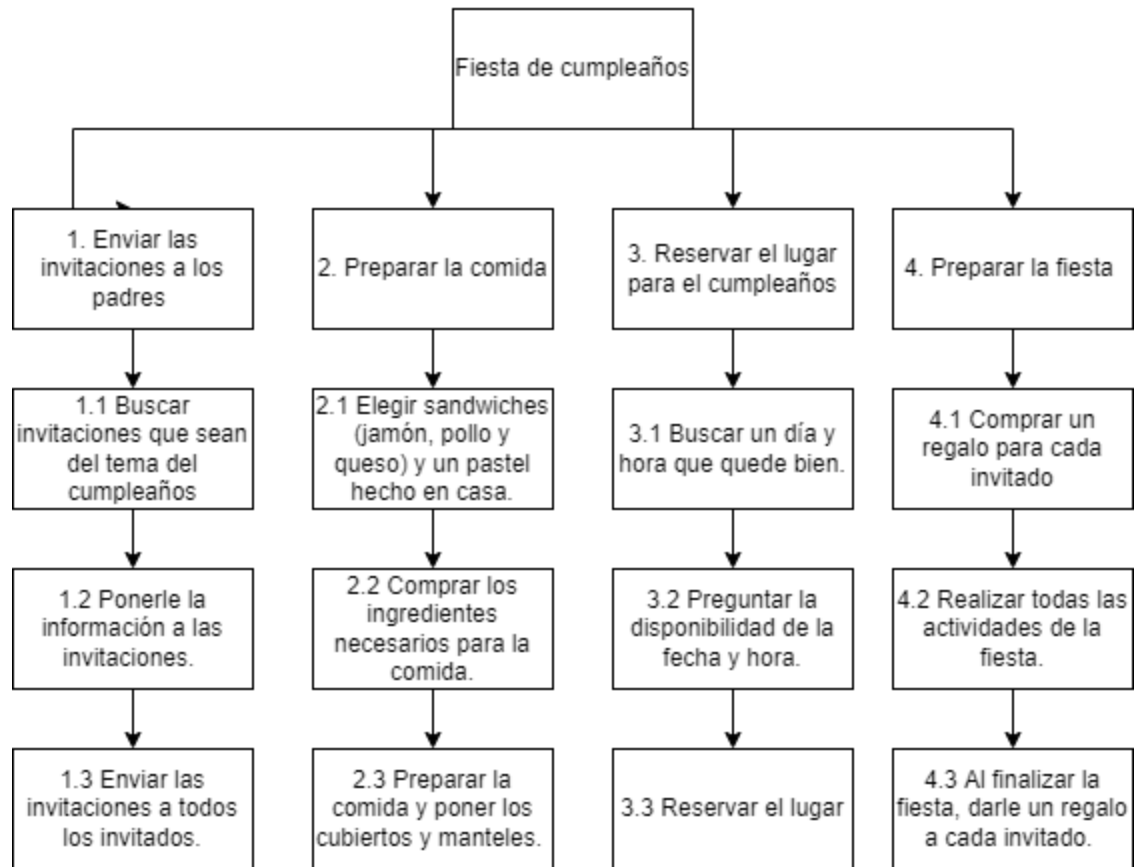 Fiesta de cumpleaños
1. Enviar las
invitaciones a los
padres
2. Preparar la comida
3. Reservar el lugar
para el cumpleaños
4. Preparar la fiesta
1.1 Buscar
invitaciones que sean
del tema del
cumpleaños
2.1 Elegir sandwiches
(jamón, pollo y
queso) y un pastel
hecho en casa.
3.1 Buscar un día y
hora que quede bien.
4.1 Comprar un
regalo para cada
invitado
1.2 Ponerle la
información a las
invitaciones.
2.2 Comprar los
ingredientes
necesarios para la
comida.
3.2 Preguntar la
disponibilidad de la
fecha y hora.
4.2 Realizar todas las
actividades de la
fiesta.
1.3 Enviar las
invitaciones a todos
los invitados.
2.3 Preparar la
comida y poner los
cubiertos y manteles.
3.3 Reservar el lugar
4.3 Al finalizar la
fiesta, darle un regalo
a cada invitado.